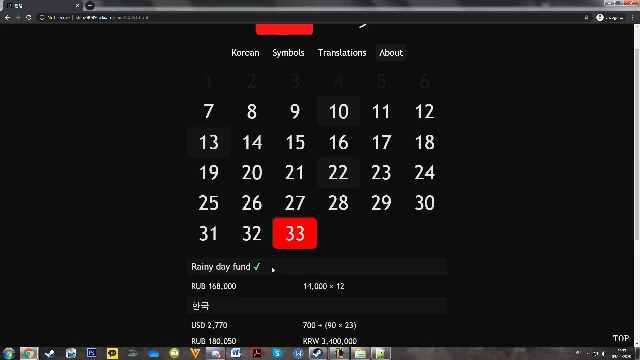 Korean Symbols Translations About
1 2 3 4 5 6
7 8 9 10 11 12
13 14 15 16 17 18
19 20 21 22 23 24
25 26 27 28 29 30
31 32 33
Rainy day fund ✓
RUB 168,000 14,000 × 12
한국
USD 2,770 700 + (90 × 23)
RUB 180,050 KRW 3,400,000
TOP